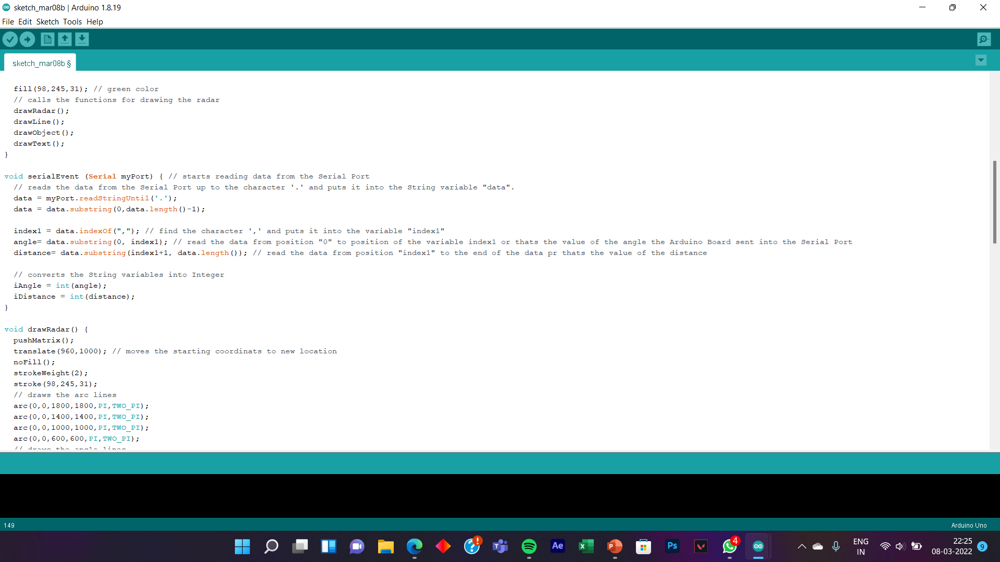 sketch_mar08b | Arduino 1.8.19
File Edit Sketch Tools Help
sketch_mar08b §
fill(98,245,31); // green color
// calls the functions for drawing the radar
drawRadar();
drawLine();
drawObject();
drawText();
}
void serialEvent (Serial myPort) { // starts reading data from the Serial Port
// reads the data from the Serial Port up to the character '.' and puts it into the String variable "data".
data = myPort.readStringUntil('.');
data = data.substring(0,data.length()-1);
index1 = data.indexOf(","); // find the character ',' and puts it into the variable "index1"
angle= data.substring(0, index1); // read the data from position "0" to position of the variable index1 or thats the value of the angle the Arduino Board sent into the Serial Port
distance= data.substring(index1+1, data.length()); // read the data from position "index1" to the end of the data pr thats the value of the distance
// converts the String variables into Integer
iAngle = int(angle);
iDistance = int(distance);
}
void drawRadar() {
pushMatrix();
translate(960,1000); // moves the starting coordinats to new location
noFill();
strokeWeight(2);
stroke(98,245,31);
// draws the arc lines
arc(0,0,1800,1800,PI,TWO_PI);
arc(0,0,1400,1400,PI,TWO_PI);
arc(0,0,1000,1000,PI,TWO_PI);
arc(0,0,600,600,PI,TWO_PI);
// draws the angle lines
149
Arduino Uno
Ae
Ps
4
ENG
IN
22:25
08-03-2022
9